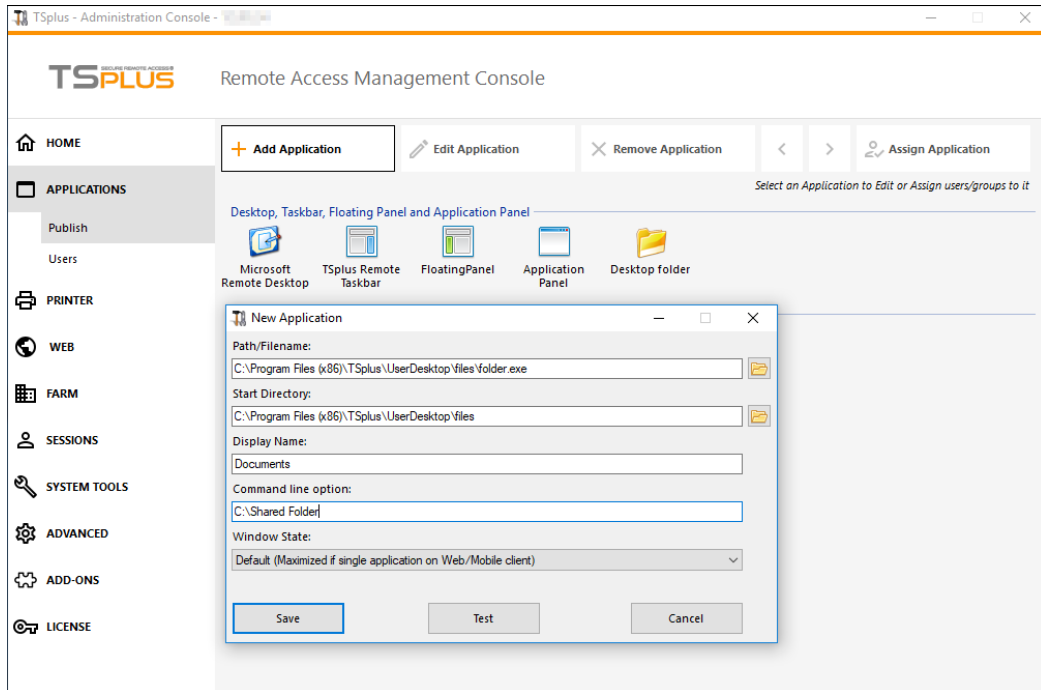 TSplus - Administration Console -
SECURE REMOTE ACCESS®
TSPLUS
Remote Access Management Console
HOME
APPLICATIONS
Publish
Users
PRINTER
WEB
FARM
SESSIONS
SYSTEM TOOLS
ADVANCED
ADD-ONS
LICENSE
Add Application
Edit Application
Remove Application
Assign Application
Select an Application to Edit or Assign users/groups to it
Desktop, Taskbar, Floating Panel and Application Panel
Microsoft
Remote Desktop
TSplus Remote
Taskbar
FloatingPanel
Application
Panel
Desktop folder
New Application
Path/Filename:
C:\Program Files (x86)\TSplus\UserDesktop\files\folder.exe
Start Directory:
C:\Program Files (x86)\TSplus\UserDesktop\files
Display Name:
Documents
Command line option:
C:\Shared Folder
Window State:
Default (Maximized if single application on Web/Mobile client)
Save
Test
Cancel